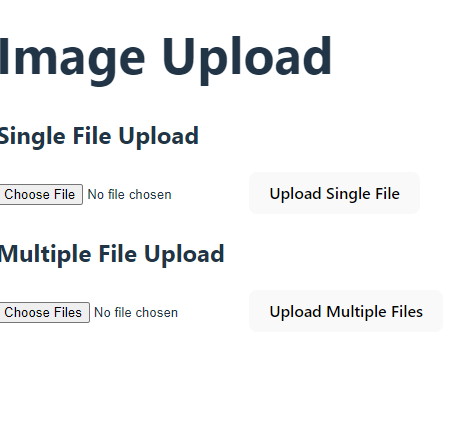 Image Upload
Single File Upload
Choose File No file chosen Upload Single File
Multiple File Upload
Choose Files No file chosen Upload Multiple Files